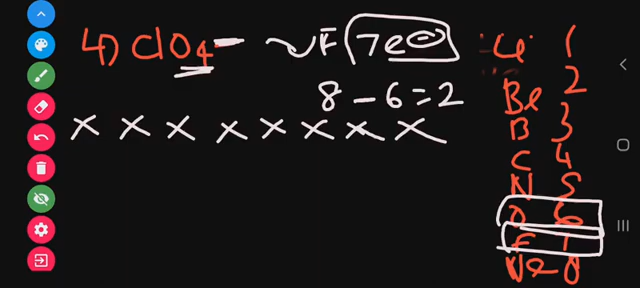 4) ClO4- ~ F 7e⊖
8 - 6 = 2
x x x x x x x x
Li 1
Be 2
B 3
C 4
N 5
O 6
F 7
Ne 8